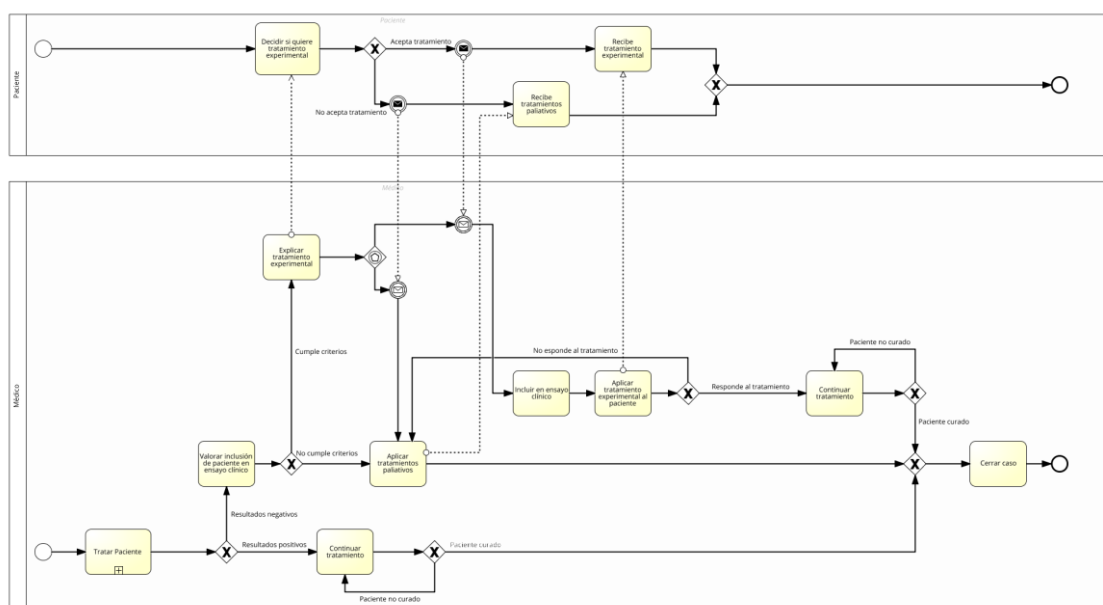 Paciente
Paciente
Decidir si quiere
tratamiento
experimental
Acepta tratamiento
Recibe
tratamiento
experimental
No acepta tratamiento
Recibe
tratamientos
paliativos
Médico
Médico
Explicar
tratamiento
experimental
Cumple criterios
No esponde al tratamiento
Paciente no curado
Incluir en ensayo
clínico
Aplicar
tratamiento
experimental al
paciente
Responde al tratamiento
Continuar
tratamiento
Paciente curado
Valorar inclusión
de paciente en
ensayo clínico
No cumple criterios
Aplicar
tratamientos
paliativos
Cerrar caso
Resultados negativos
Tratar Paciente
Resultados positivos
Continuar
tratamiento
Paciente curado
Paciente no curado